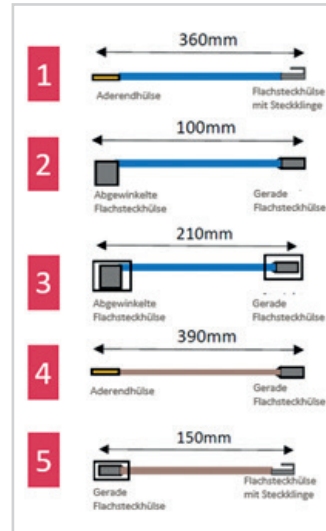 360mm
1
Aderendhülse
Flachsteckhülse
mit Steckklinge
100mm
2
Abgewinkelte
Flachsteckhülse
Gerade
Flachsteckhülse
210mm
3
Abgewinkelte
Flachsteckhülse
Gerade
Flachsteckhülse
390mm
4
Aderendhülse
Gerade
Flachsteckhülse
150mm
5
Gerade
Flachsteckhülse
Flachsteckhülse
mit Steckklinge